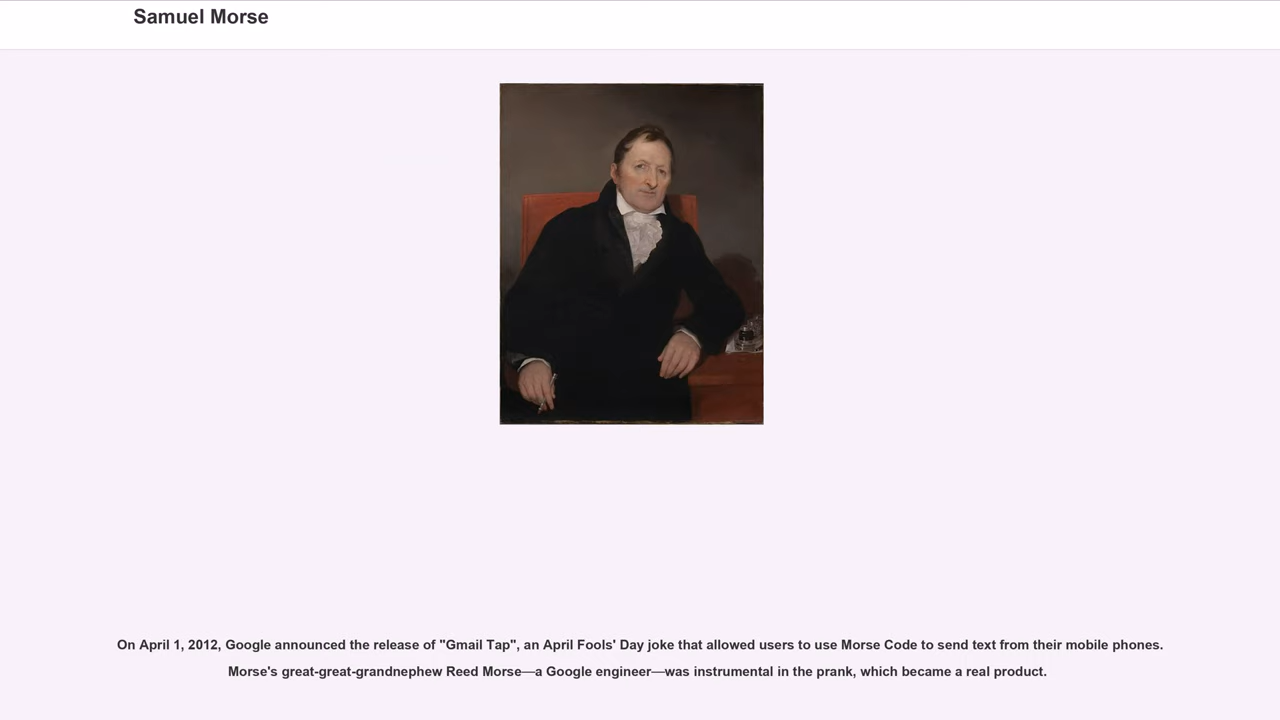 Samuel Morse
On April 1, 2012, Google announced the release of "Gmail Tap", an April Fools' Day joke that allowed users to use Morse Code to send text from their mobile phones.
Morse's great-great-grandnephew Reed Morse—a Google engineer—was instrumental in the prank, which became a real product.